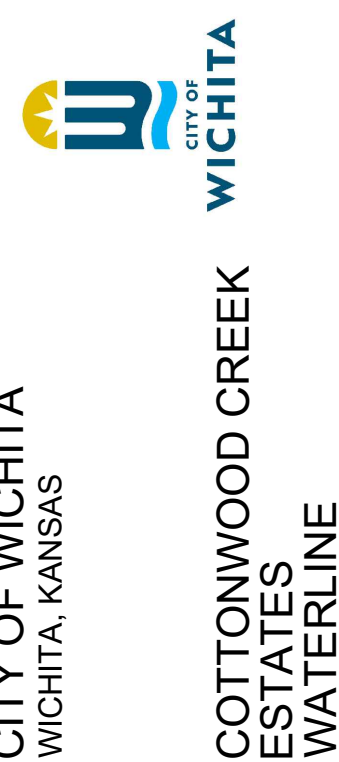 CITY OF WICHITA
WICHITA, KANSAS
COTTONWOOD CREEK
ESTATES
WATERLINE
CITY OF
WICHITA